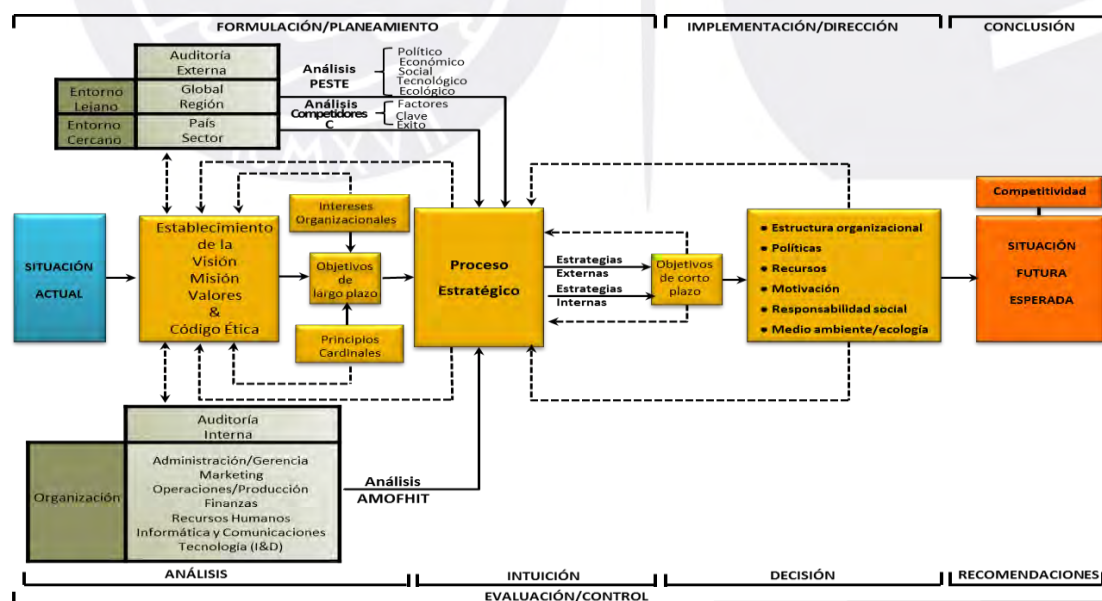 FORMULACIÓN/PLANEAMIENTO
IMPLEMENTACIÓN/DIRECCIÓN
CONCLUSIÓN
Auditoría
Externa
Entorno
Lejano
Global
Región
Entorno
Cercano
País
Sector
Análisis
PESTE
Político
Económico
Social
Tecnológico
Ecológico
Análisis
Competidores
C
Factores
Clave
Exito
SITUACIÓN
ACTUAL
Establecimiento
de la
Visión
Misión
Valores
&
Código Ética
Intereses
Organizacionales
Objetivos
de
largo plazo
Principios
Cardinales
Proceso
Estratégico
Estrategias
Externas
Estrategias
Internas
Objetivos
de corto
plazo
• Estructura organizacional
• Políticas
• Recursos
• Motivación
• Responsabilidad social
• Medio ambiente/ecología
Competitividad
SITUACIÓN
FUTURA
ESPERADA
Auditoría
Interna
Organización
Administración/Gerencia
Marketing
Operaciones/Producción
Finanzas
Recursos Humanos
Informática y Comunicaciones
Tecnología (I&D)
Análisis
AMOFHIT
ANÁLISIS
INTUICIÓN
DECISIÓN
RECOMENDACIONES
EVALUACIÓN/CONTROL